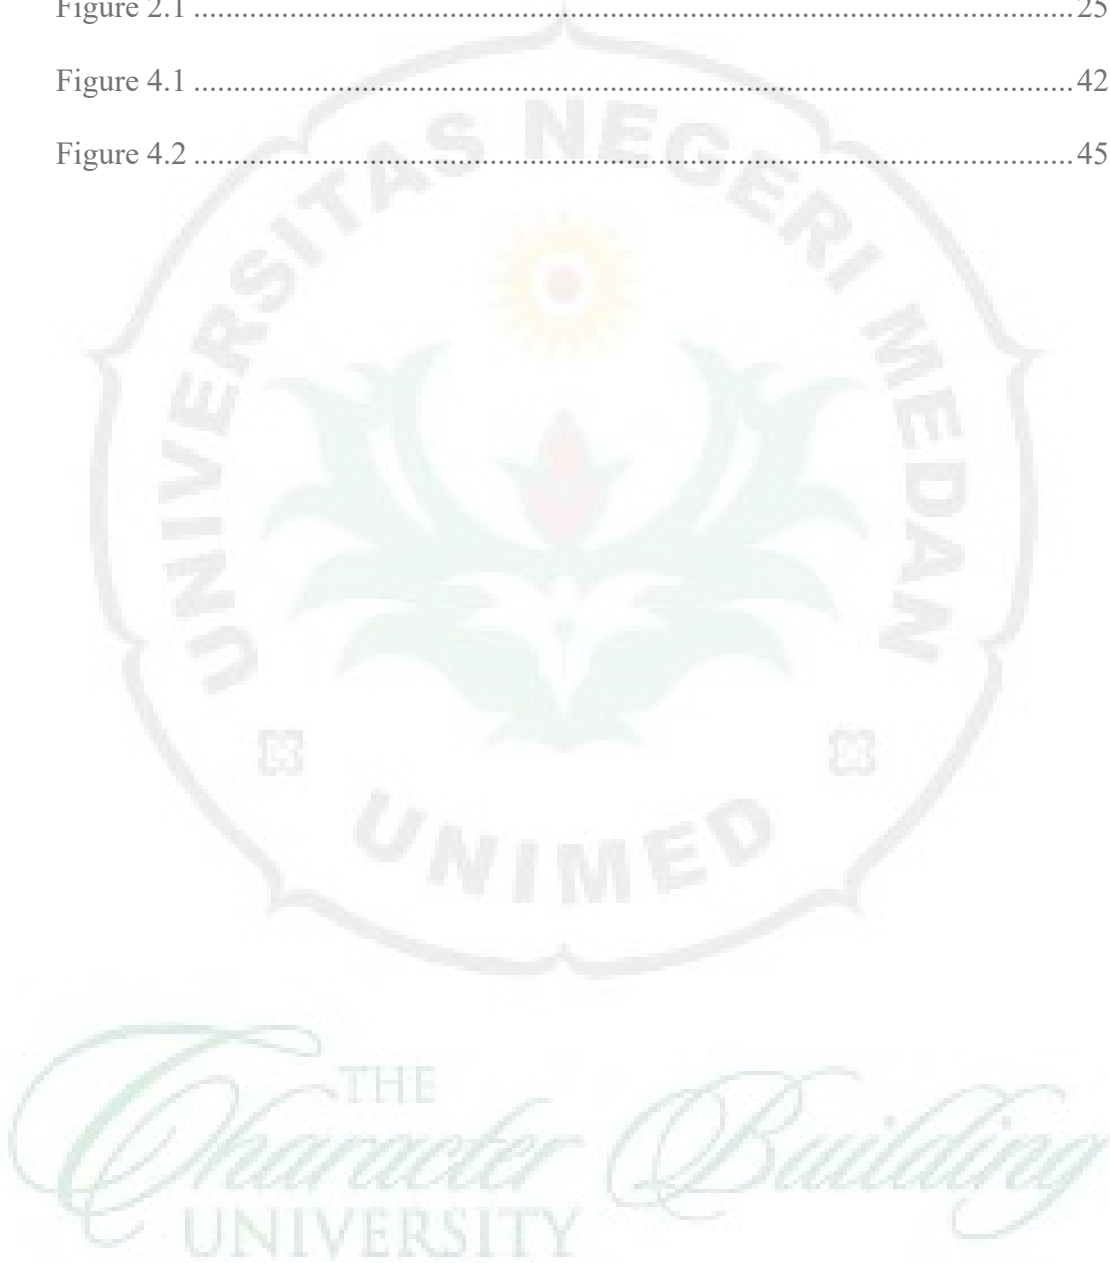 Figure 2.1 ........................................................................................................ 25
Figure 4.1 ........................................................................................................ 42
Figure 4.2 ........................................................................................................ 45
UNIVERSITAS NEGERI MEDAN
UNIMED
THE
Character Building
UNIVERSITY